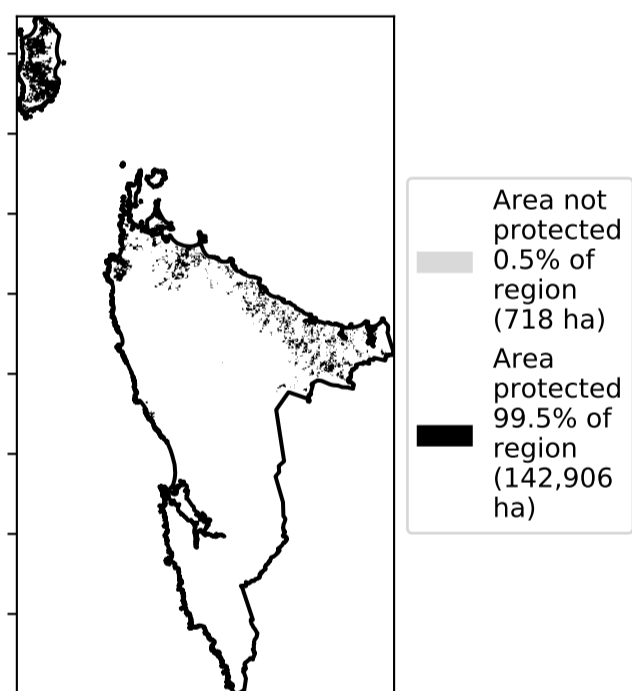 Area not
protected
0.5% of
region
(718 ha)
Area
protected
99.5% of
region
(142,906
ha)